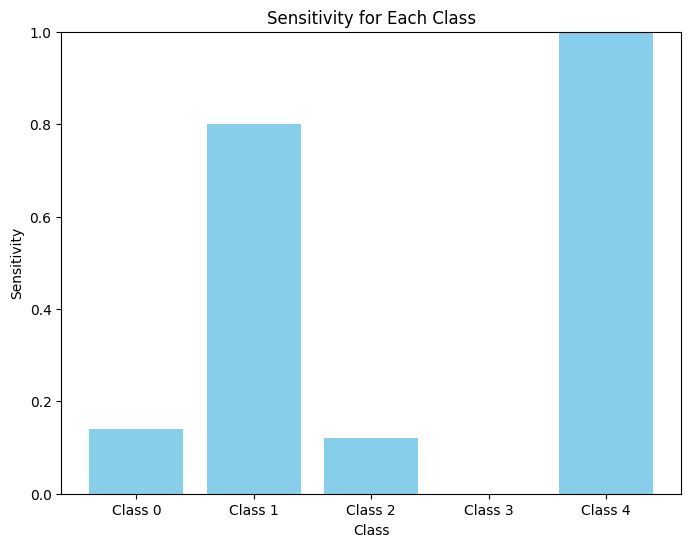 Sensitivity for Each Class
1.0
0.8
0.6
0.4
0.2
0.0
Sensitivity
Class 0
Class 1
Class 2
Class 3
Class 4
Class